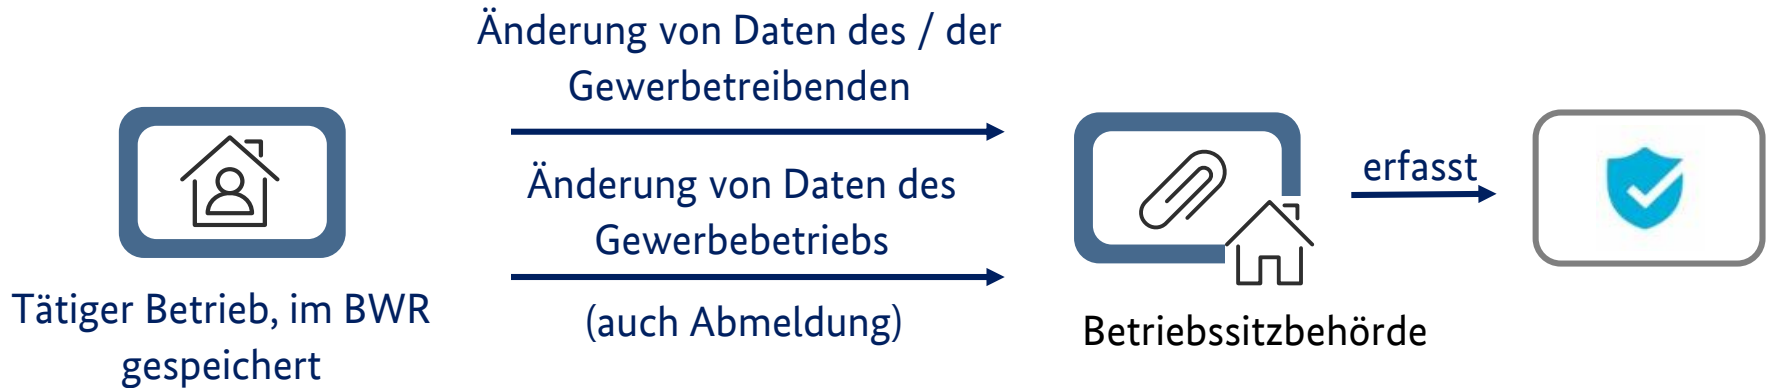 Änderung von Daten des / der
Gewerbetreibenden
Änderung von Daten des
Gewerbebetriebs
(auch Abmeldung)
Tätiger Betrieb, im BWR
gespeichert
erfasst
Betriebssitzbehörde